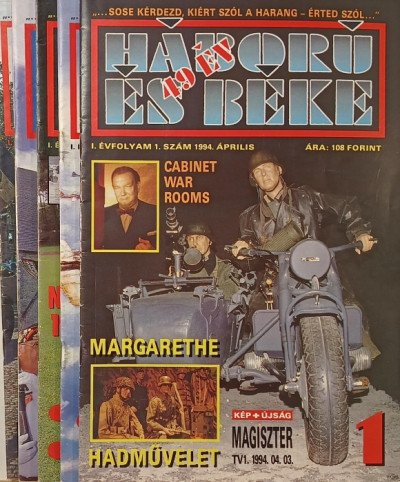 "...SOSE KÉRDEZD, KIÉRT SZÓL A HARANG – ÉRTED SZÓL..."
HÁBORÚ
49 ÉV
ÉS BÉKE
I. ÉVFOLYAM 1. SZÁM 1994. ÁPRILIS
ÁRA: 108 FORINT
CABINET
WAR
ROOMS
MARGARETHE
HADMŰVELET
KÉP + ÚJSÁG
MAGISZTER
TV1. 1994. 04. 03.
1